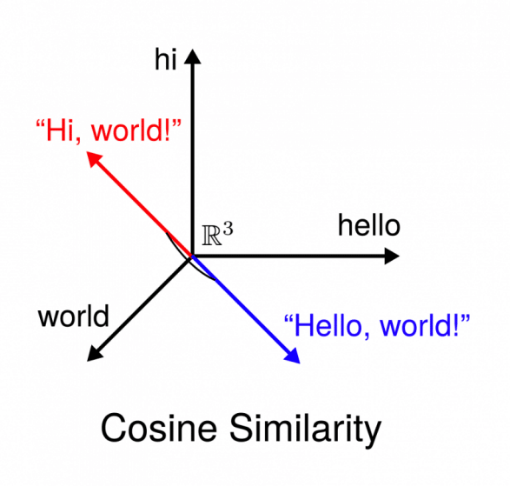 hi
“Hi, world!”
ℝ³
hello
world
“Hello, world!”
Cosine Similarity